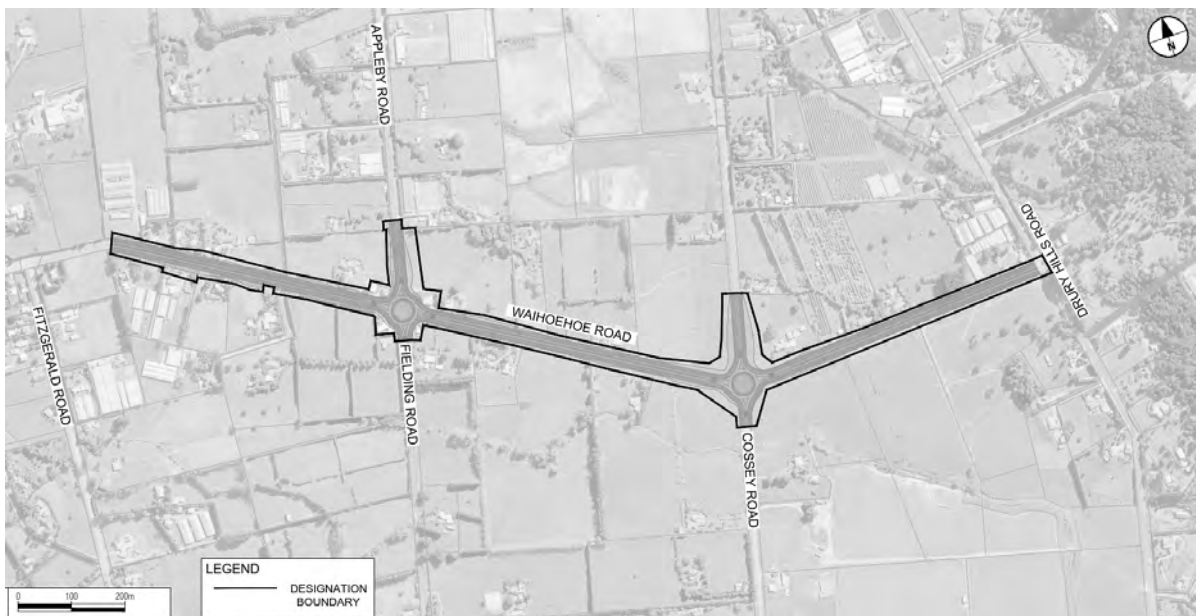 APPLEBY ROAD
N
DRURY HILLS ROAD
WAIHOEHOE ROAD
FITZGERALD ROAD
FIELDING ROAD
COSSEY ROAD
LEGEND
DESIGNATION
BOUNDARY
0 100 200m